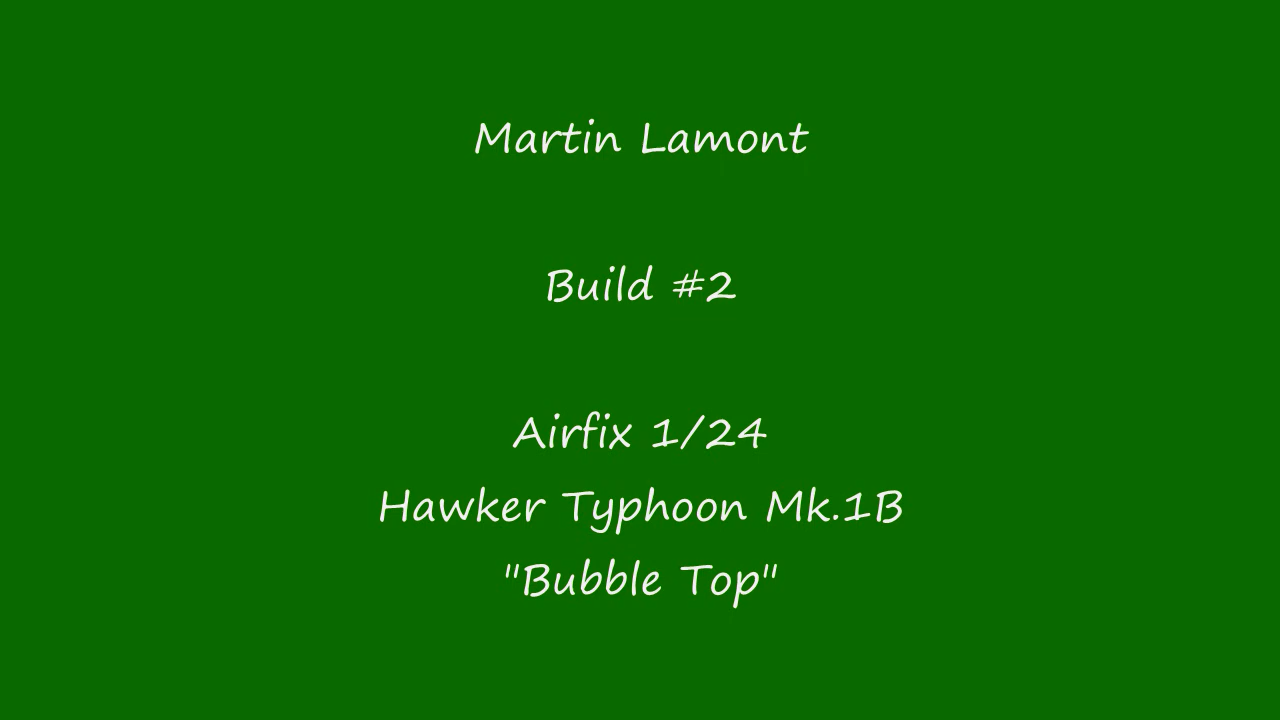 Martin Lamont
Build #2
Airfix 1/24
Hawker Typhoon Mk.1B
"Bubble Top"